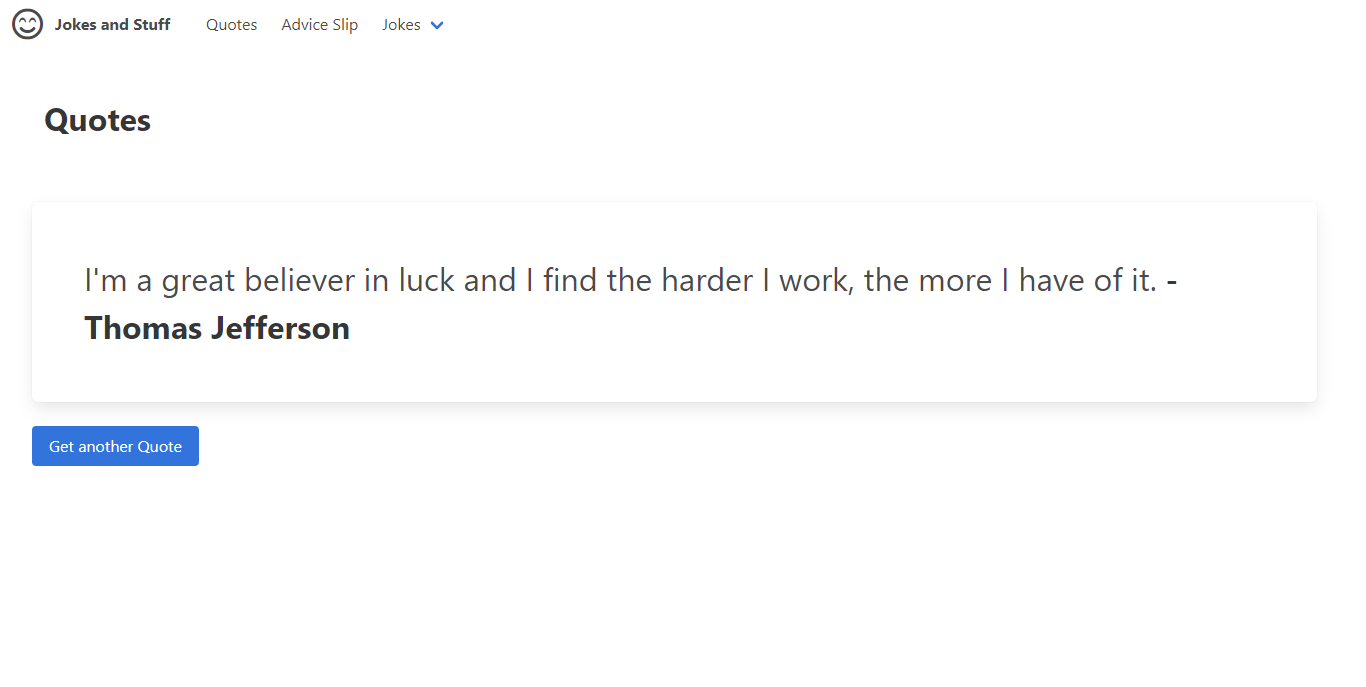 Jokes and Stuff Quotes Advice Slip Jokes
Quotes
I'm a great believer in luck and I find the harder I work, the more I have of it. -
Thomas Jefferson
Get another Quote